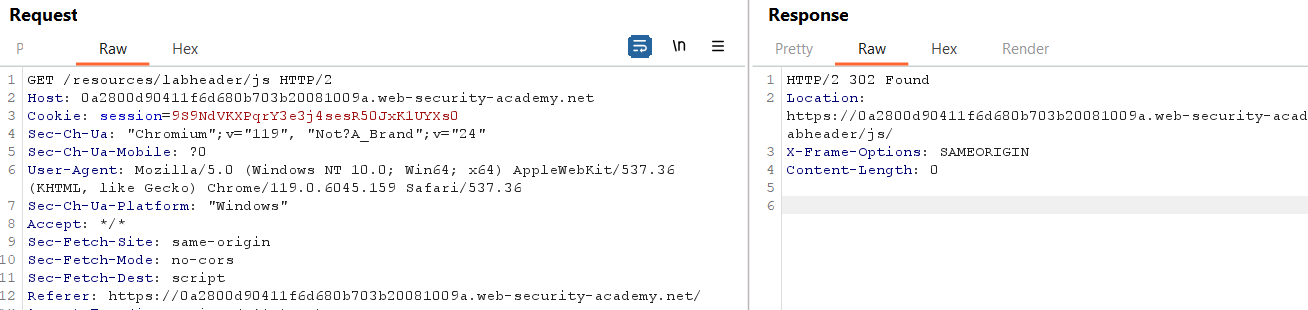 Request
P Raw Hex \n
1 GET /resources/labheader/js HTTP/2
2 Host: 0a2800d90411f6d680b703b20081009a.web-security-academy.net
3 Cookie: session=9S9NdVKXPqrY3e3j4sesR50JxK1UYXs0
4 Sec-Ch-Ua: "Chromium";v="119", "Not?A_Brand";v="24"
5 Sec-Ch-Ua-Mobile: ?0
6 User-Agent: Mozilla/5.0 (Windows NT 10.0; Win64; x64) AppleWebKit/537.36
(KHTML, like Gecko) Chrome/119.0.6045.159 Safari/537.36
7 Sec-Ch-Ua-Platform: "Windows"
8 Accept: */*
9 Sec-Fetch-Site: same-origin
10 Sec-Fetch-Mode: no-cors
11 Sec-Fetch-Dest: script
12 Referer: https://0a2800d90411f6d680b703b20081009a.web-security-academy.net/
Response
Pretty Raw Hex Render
1 HTTP/2 302 Found
2 Location:
https://0a2800d90411f6d680b703b20081009a.web-security-acad
abheader/js/
3 X-Frame-Options: SAMEORIGIN
4 Content-Length: 0
5
6